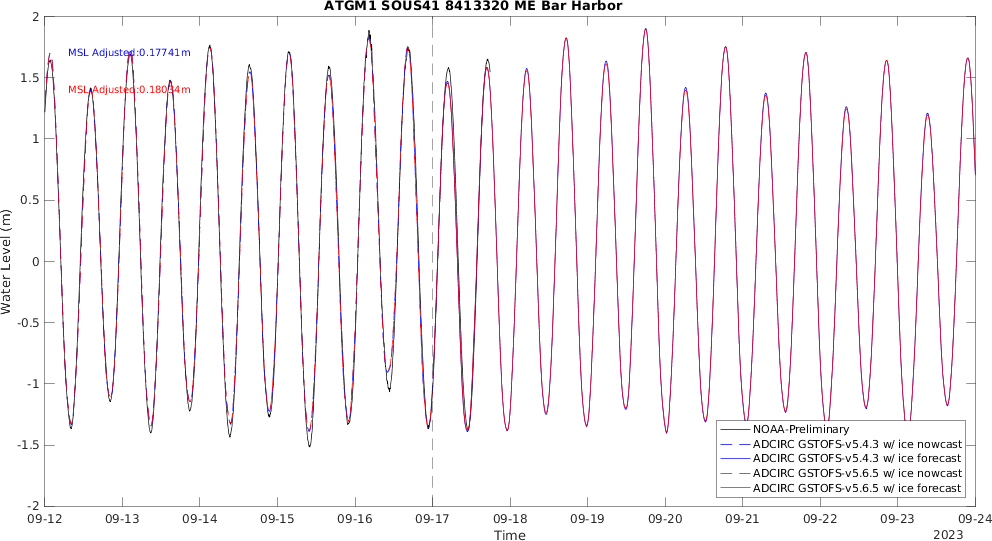 ATGM1 SOUS41 8413320 ME Bar Harbor
2
1.5
1
0.5
0
-0.5
-1
-1.5
-2
Water Level (m)
MSL Adjusted:0.17741m
MSL Adjusted:0.18034m
NOAA-Preliminary
ADCIRC GSTOFS-v5.4.3 w/ ice nowcast
ADCIRC GSTOFS-v5.4.3 w/ ice forecast
ADCIRC GSTOFS-v5.6.5 w/ ice nowcast
ADCIRC GSTOFS-v5.6.5 w/ ice forecast
09-12 09-13 09-14 09-15 09-16 09-17 09-18 09-19 09-20 09-21 09-22 09-23 09-24
Time
2023